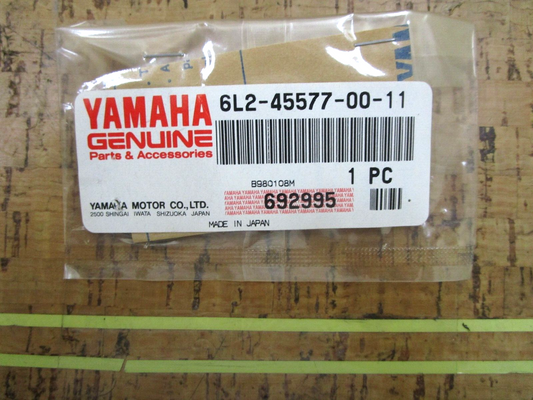 YAMAHA
GENUINE
Parts & Accessories
6L2-45577-00-11
B980108M
1 PC
YAMAHA MOTOR CO., LTD.
2500 SHINGAI IWATA SHIZUOKA JAPAN
692995
MADE IN JAPAN